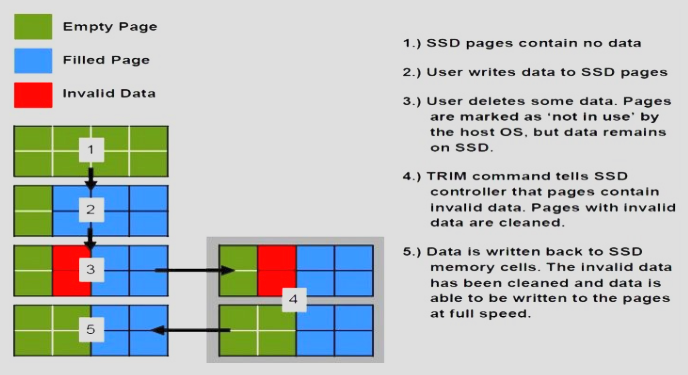 Empty Page
Filled Page
Invalid Data
1
2
3
4
5
1.) SSD pages contain no data
2.) User writes data to SSD pages
3.) User deletes some data. Pages
are marked as 'not in use' by
the host OS, but data remains
on SSD.
4.) TRIM command tells SSD
controller that pages contain
invalid data. Pages with invalid
data are cleaned.
5.) Data is written back to SSD
memory cells. The invalid data
has been cleaned and data is
able to be written to the pages
at full speed.